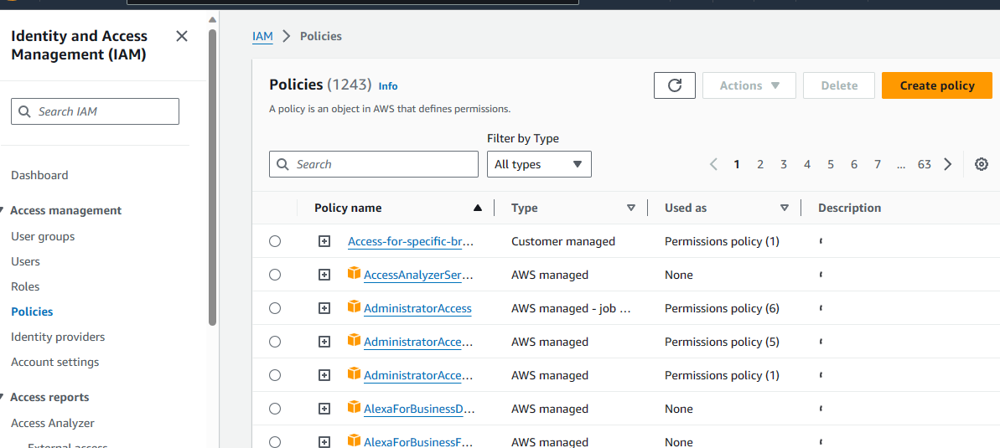 Identity and Access
Management (IAM)
Search IAM
Dashboard
Access management
User groups
Users
Roles
Policies
Identity providers
Account settings
Access reports
Access Analyzer
External access
IAM > Policies
Policies (1243) Info
A policy is an object in AWS that defines permissions.
Actions
Delete
Create policy
Filter by Type
Search
All types
1 2 3 4 5 6 7 ... 63
Policy name Type Used as Description
Access-for-specific-br... Customer managed Permissions policy (1)
AccessAnalyzerSer... AWS managed None
AdministratorAccess AWS managed - job ... Permissions policy (6)
AdministratorAcce... AWS managed Permissions policy (5)
AdministratorAcce... AWS managed Permissions policy (1)
AlexaForBusinessD... AWS managed None
AlexaForBusinessF... AWS managed None